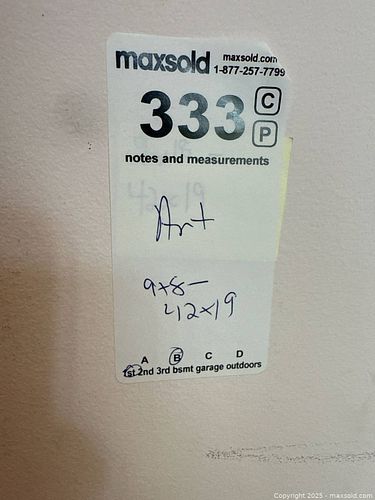 maxsold
maxsold.com
1-877-257-7799
333 C
P
notes and measurements
Art
9x8-
42x19
A B C D
1st 2nd 3rd bsmt garage outdoors
Copyright 2025 - maxsold.com